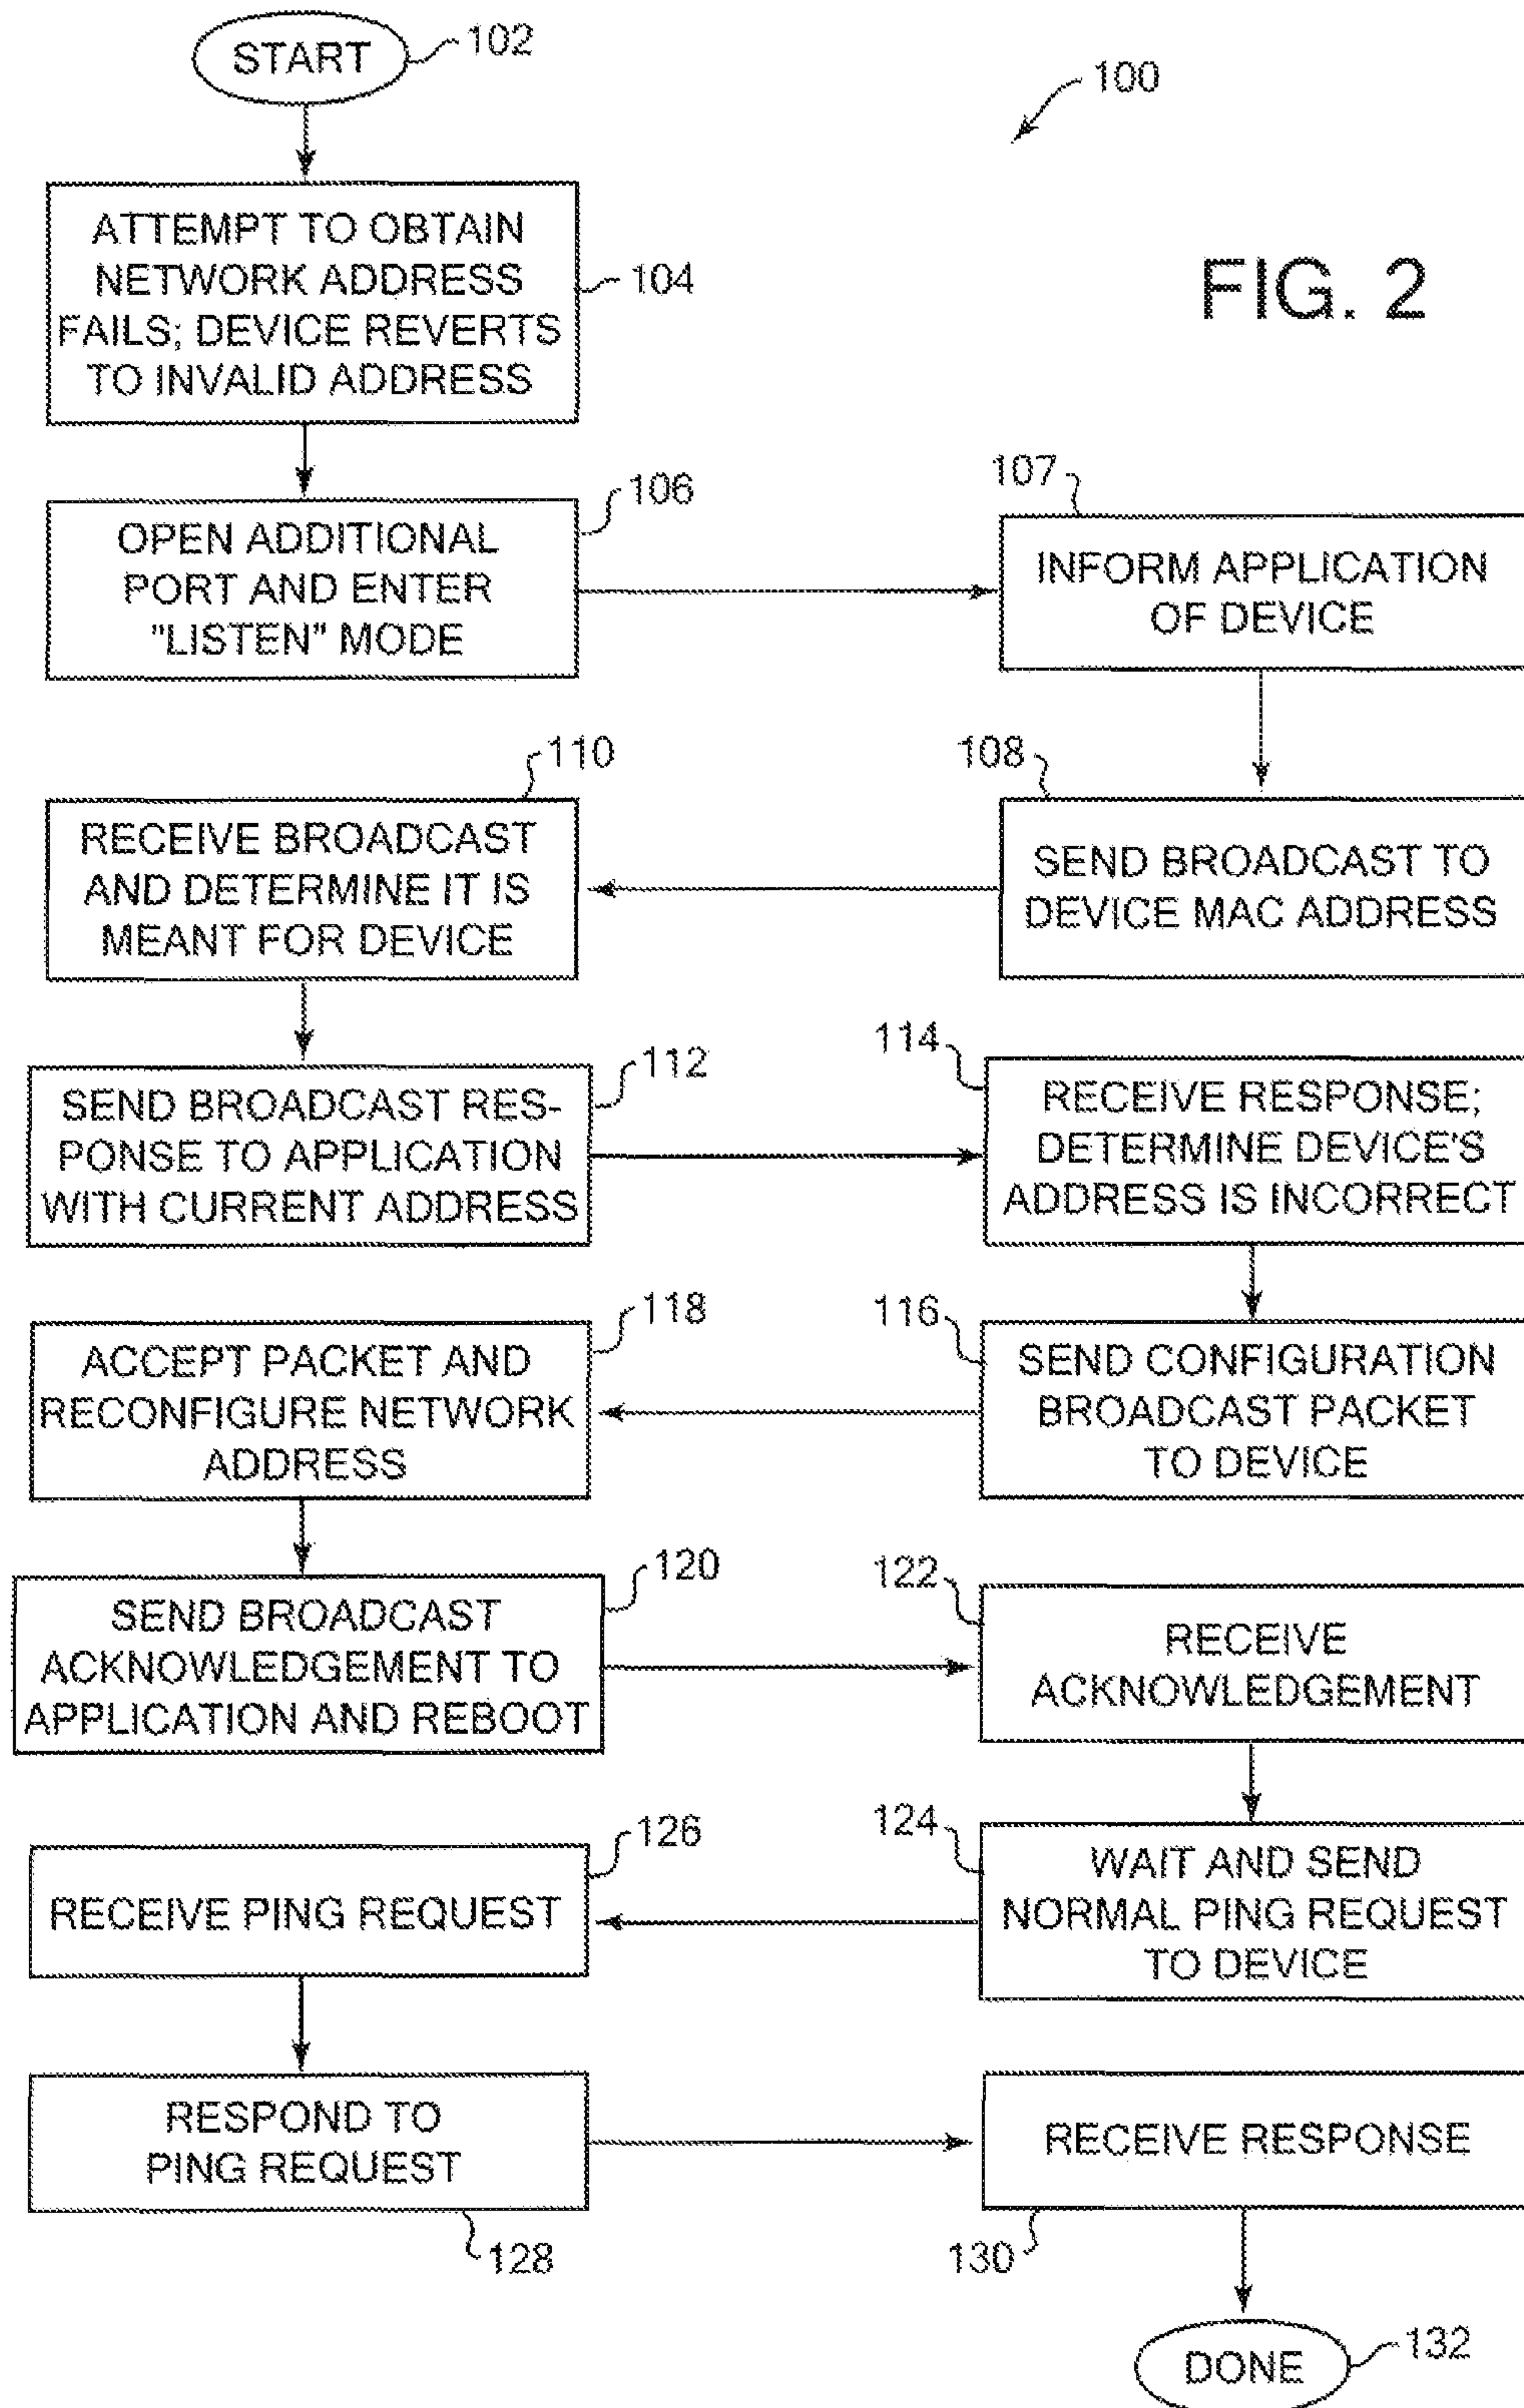 START
102
100
ATTEMPT TO OBTAIN
NETWORK ADDRESS
FAILS; DEVICE REVERTS
TO INVALID ADDRESS
104
FIG. 2
106
OPEN ADDITIONAL
PORT AND ENTER
"LISTEN" MODE
107
INFORM APPLICATION
OF DEVICE
108
SEND BROADCAST TO
DEVICE MAC ADDRESS
110
RECEIVE BROADCAST
AND DETERMINE IT IS
MEANT FOR DEVICE
112
SEND BROADCAST RES-
PONSE TO APPLICATION
WITH CURRENT ADDRESS
114
RECEIVE RESPONSE;
DETERMINE DEVICE'S
ADDRESS IS INCORRECT
116
SEND CONFIGURATION
BROADCAST PACKET
TO DEVICE
118
ACCEPT PACKET AND
RECONFIGURE NETWORK
ADDRESS
120
SEND BROADCAST
ACKNOWLEDGEMENT TO
APPLICATION AND REBOOT
122
RECEIVE
ACKNOWLEDGEMENT
124
WAIT AND SEND
NORMAL PING REQUEST
TO DEVICE
126
RECEIVE PING REQUEST
RESPOND TO
PING REQUEST
128
RECEIVE RESPONSE
130
DONE
132